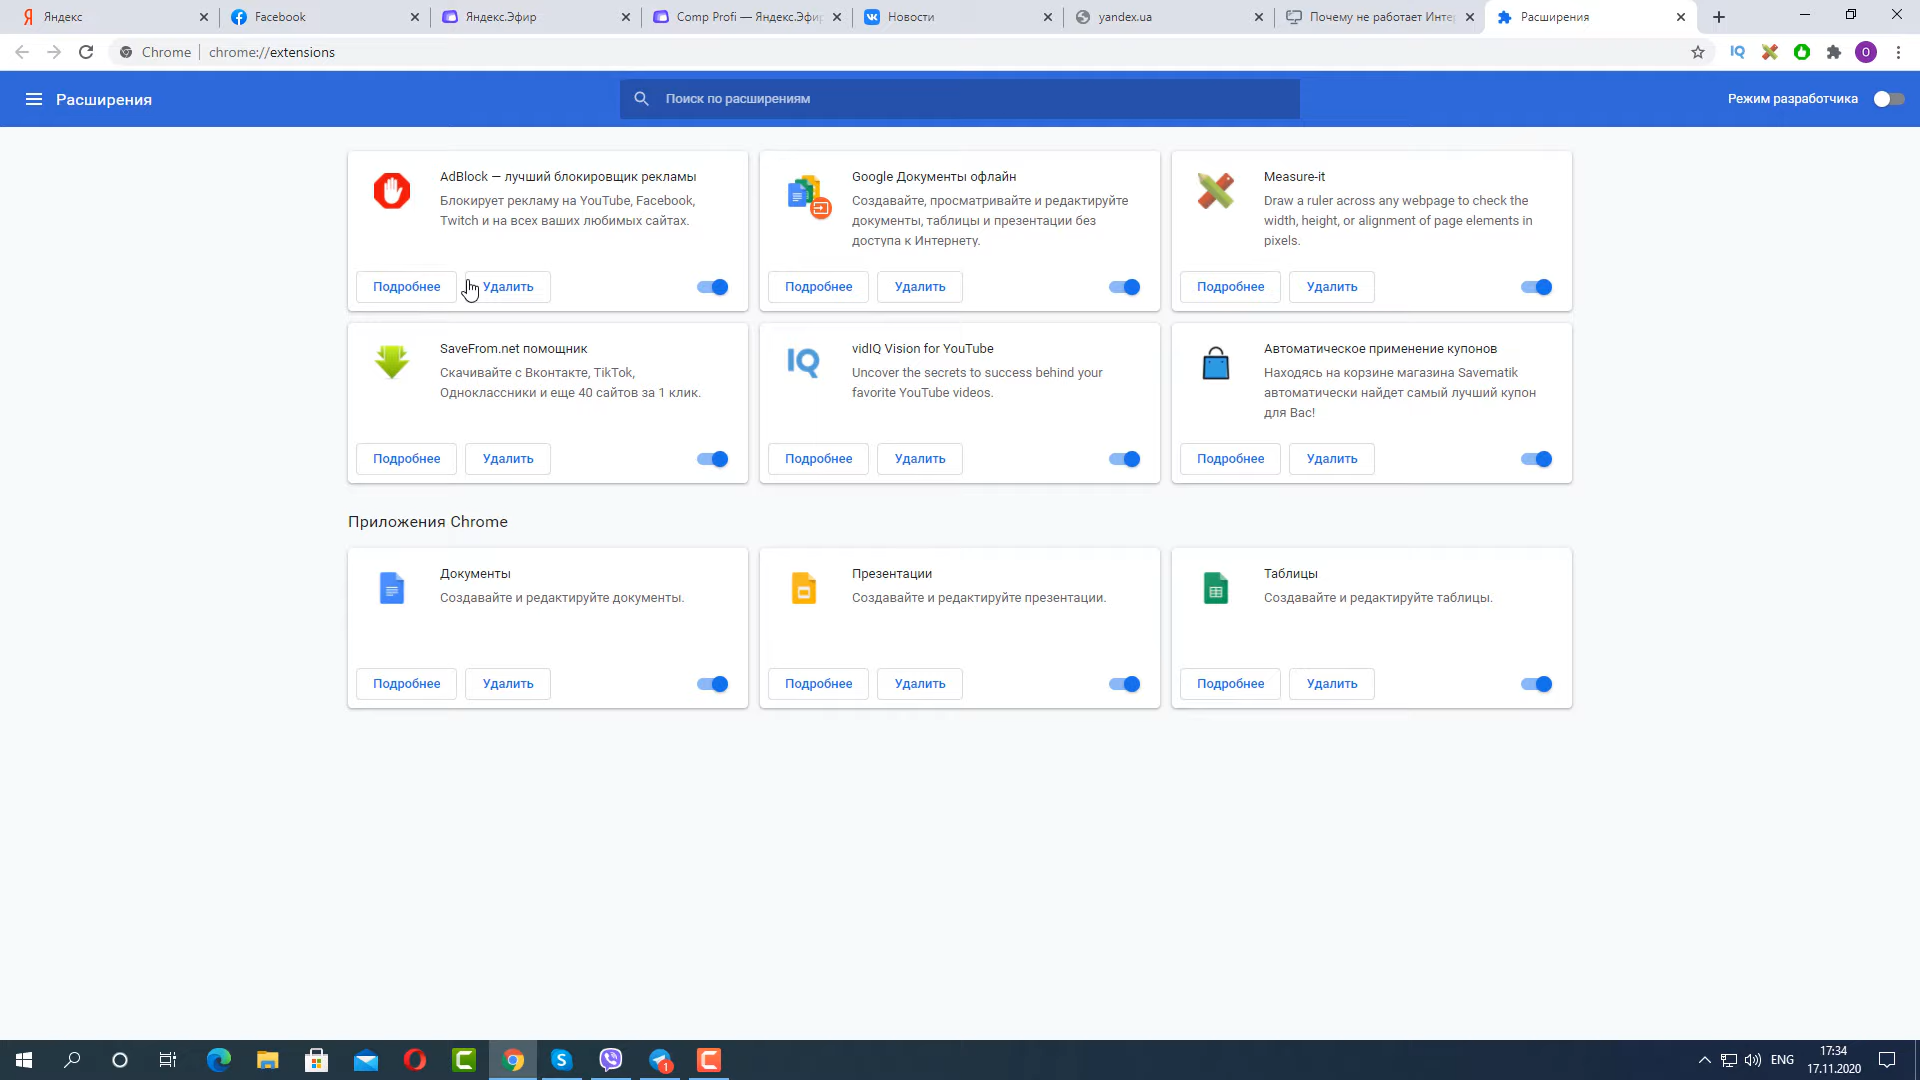 Яндекс
Facebook
Яндекс.Эфир
Comp Profi — Яндекс.Эфир
Новости
yandex.ua
Почему не работает Инте
Расширения
Chrome
chrome://extensions
IQ
O
Расширения
Поиск по расширениям
Режим разработчика
AdBlock — лучший блокировщик рекламы
Блокирует рекламу на YouTube, Facebook,
Twitch и на всех ваших любимых сайтах.
Подробнее
Удалить
Google Документы офлайн
Создавайте, просматривайте и редактируйте
документы, таблицы и презентации без
доступа к Интернету.
Подробнее
Удалить
Measure-it
Draw a ruler across any webpage to check the
width, height, or alignment of page elements in
pixels.
Подробнее
Удалить
SaveFrom.net помощник
Скачивайте с Вконтакте, TikTok,
Одноклассники и еще 40 сайтов за 1 клик.
Подробнее
Удалить
IQ
vidIQ Vision for YouTube
Uncover the secrets to success behind your
favorite YouTube videos.
Подробнее
Удалить
Автоматическое применение купонов
Находясь на корзине магазина Savematik
автоматически найдет самый лучший купон
для Вас!
Подробнее
Удалить
Приложения Chrome
Документы
Создавайте и редактируйте документы.
Подробнее
Удалить
Презентации
Создавайте и редактируйте презентации.
Подробнее
Удалить
Таблицы
Создавайте и редактируйте таблицы.
Подробнее
Удалить
1
ENG
17:34
17.11.2020